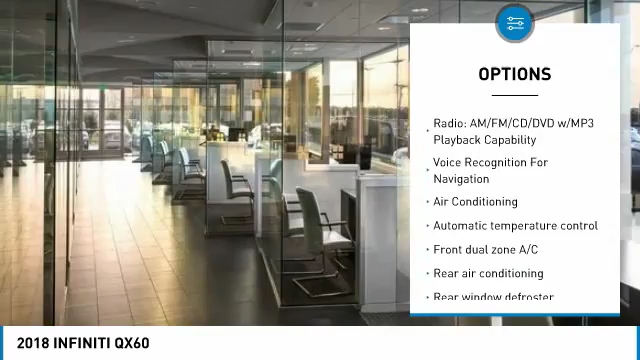 OPTIONS
Radio: AM/FM/CD/DVD w/MP3
Playback Capability
Voice Recognition For
Navigation
Air Conditioning
Automatic temperature control
Front dual zone A/C
Rear air conditioning
Rear window defroster
2018 INFINITI QX60